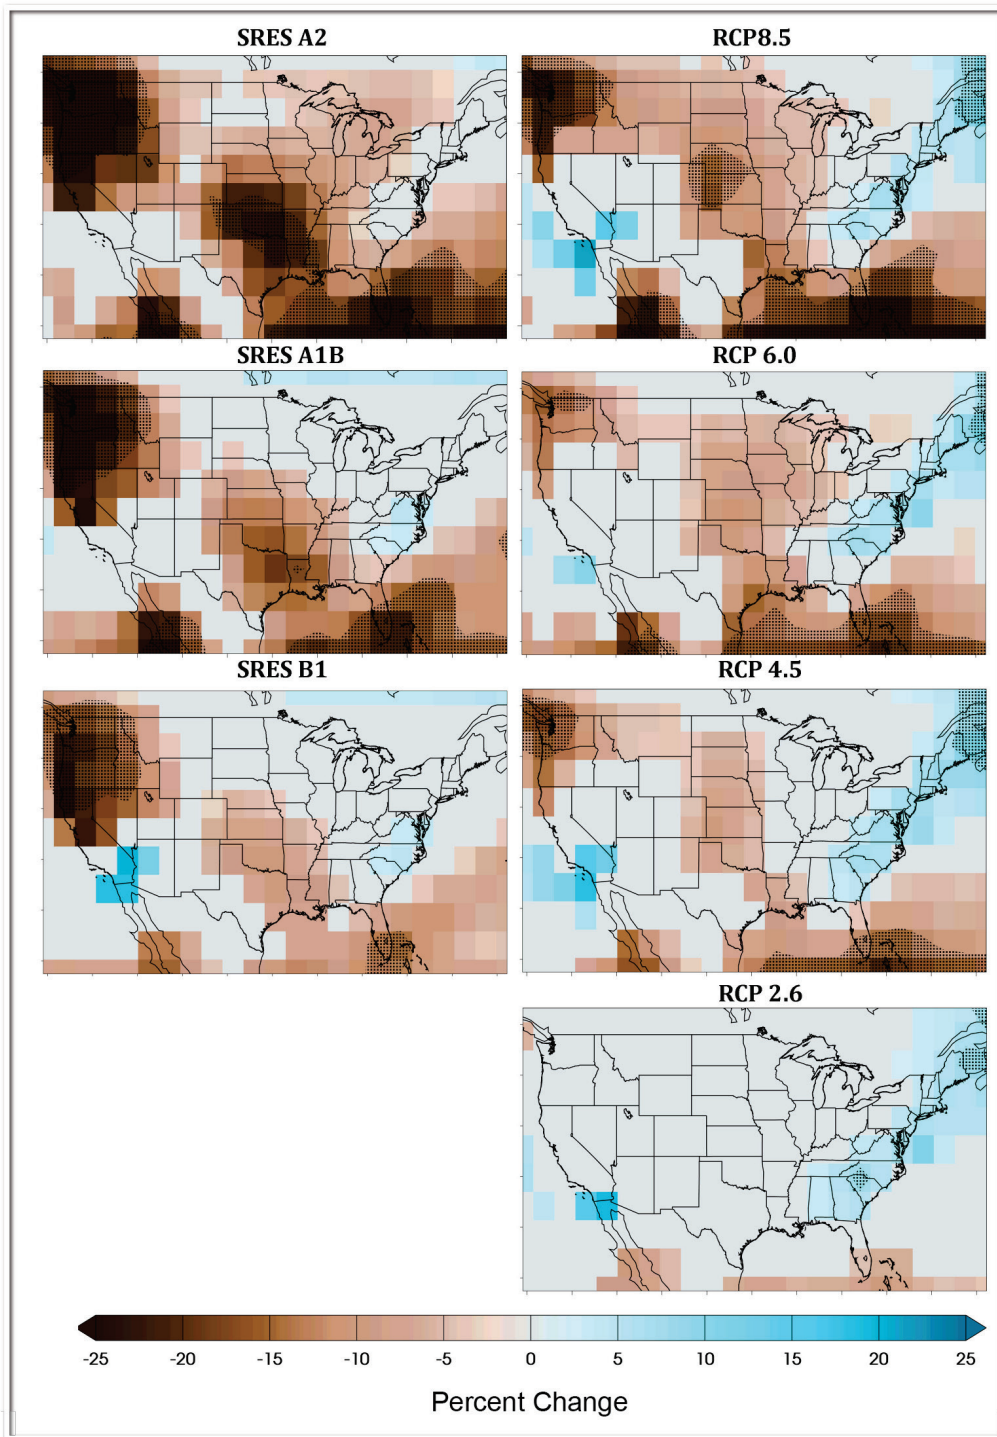 SRES A2
RCP8.5
SRES A1B
RCP 6.0
SRES B1
RCP 4.5
RCP 2.6
-25 -20 -15 -10 -5 0 5 10 15 20 25
Percent Change